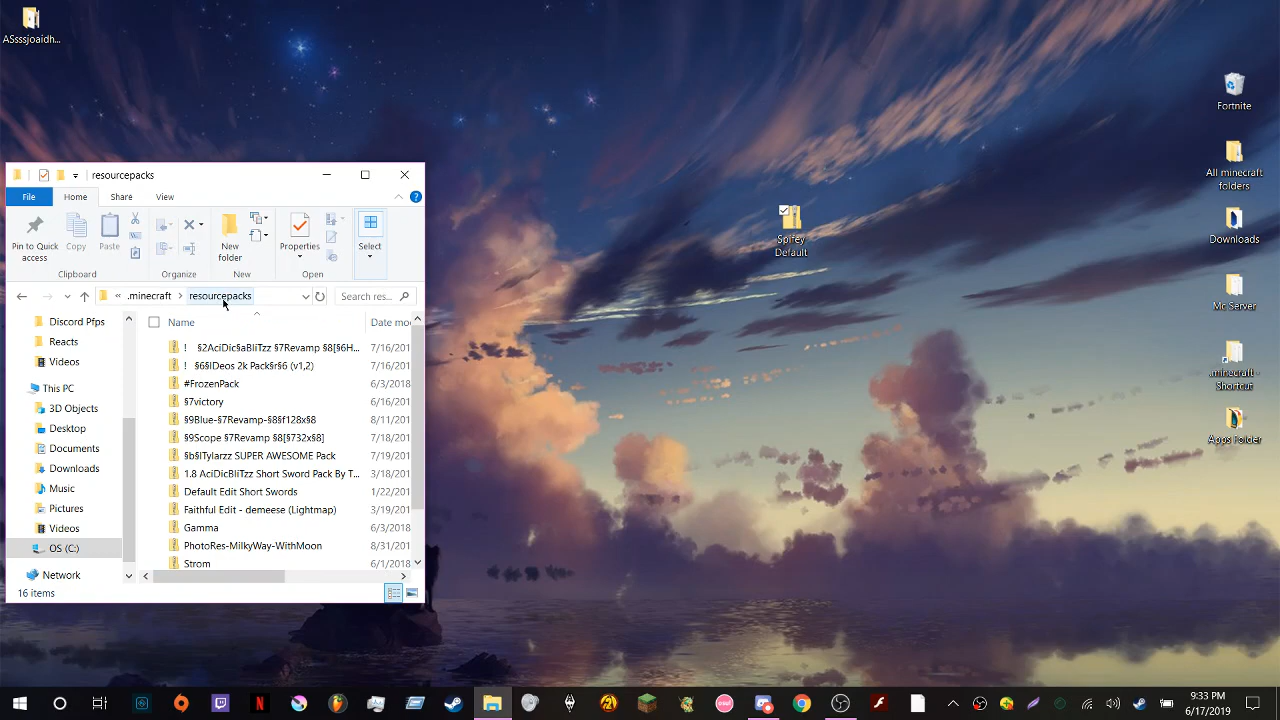 ASssjoaidh...
Fortnite
All minecraft
folders
Downloads
Mc Server
.minecraft -
Shortcut
Apps Folder
Spifey
Default
resourcepacks
File
Home
Share
View
Pin to Quick
access
Copy
Paste
New
folder
Properties
Select
Clipboard
Organize
New
Open
« .minecraft > resourcepacks
Search res...
Discord Pfps
Reacts
Videos
This PC
3D Objects
Desktop
Documents
Downloads
Music
Pictures
Videos
OS (C:)
Network
Name
Date mo
! §2AciDic§aBliTzz §7Revamp §8[§6H... 7/16/201
! §6§lDeos 2k Pack§r§6 (v1,2) 7/16/201
#FrozenPack 6/3/2018
§7victory 6/16/201
§9Blue-§7Revamp-§8§f128x§8 8/11/201
§9Scope §7Revamp §8[§732x§8] 7/18/201
§b§lTylarzz SUPER AWESOME Pack 7/19/201
1.8 AciDicBliTzz Short Sword Pack By T... 3/18/201
Default Edit Short Swords 1/22/201
Faithful Edit - demeese (Lightmap) 3/19/201
Gamma 6/3/2018
PhotoRes-MilkyWay-WithMoon 8/31/201
Strom 6/1/2018
16 items
osu!
9:33 PM
6/17/2019